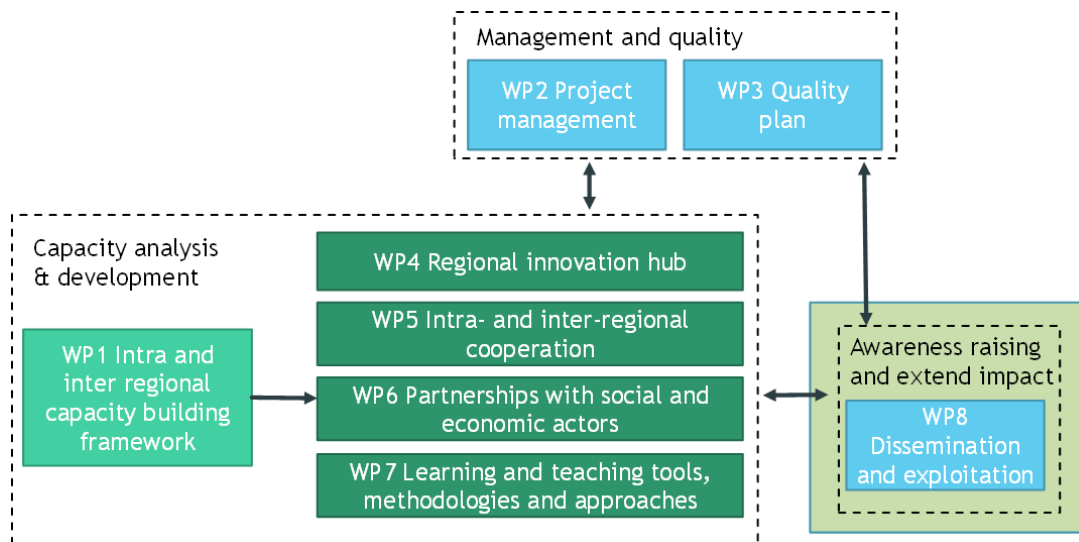 Management and quality
WP2 Project
management
WP3 Quality
plan
Capacity analysis
& development
WP1 Intra and
inter regional
capacity building
framework
WP4 Regional innovation hub
WP5 Intra- and inter-regional
cooperation
WP6 Partnerships with social and
economic actors
WP7 Learning and teaching tools,
methodologies and approaches
Awareness raising
and extend impact
WP8
Dissemination
and exploitation